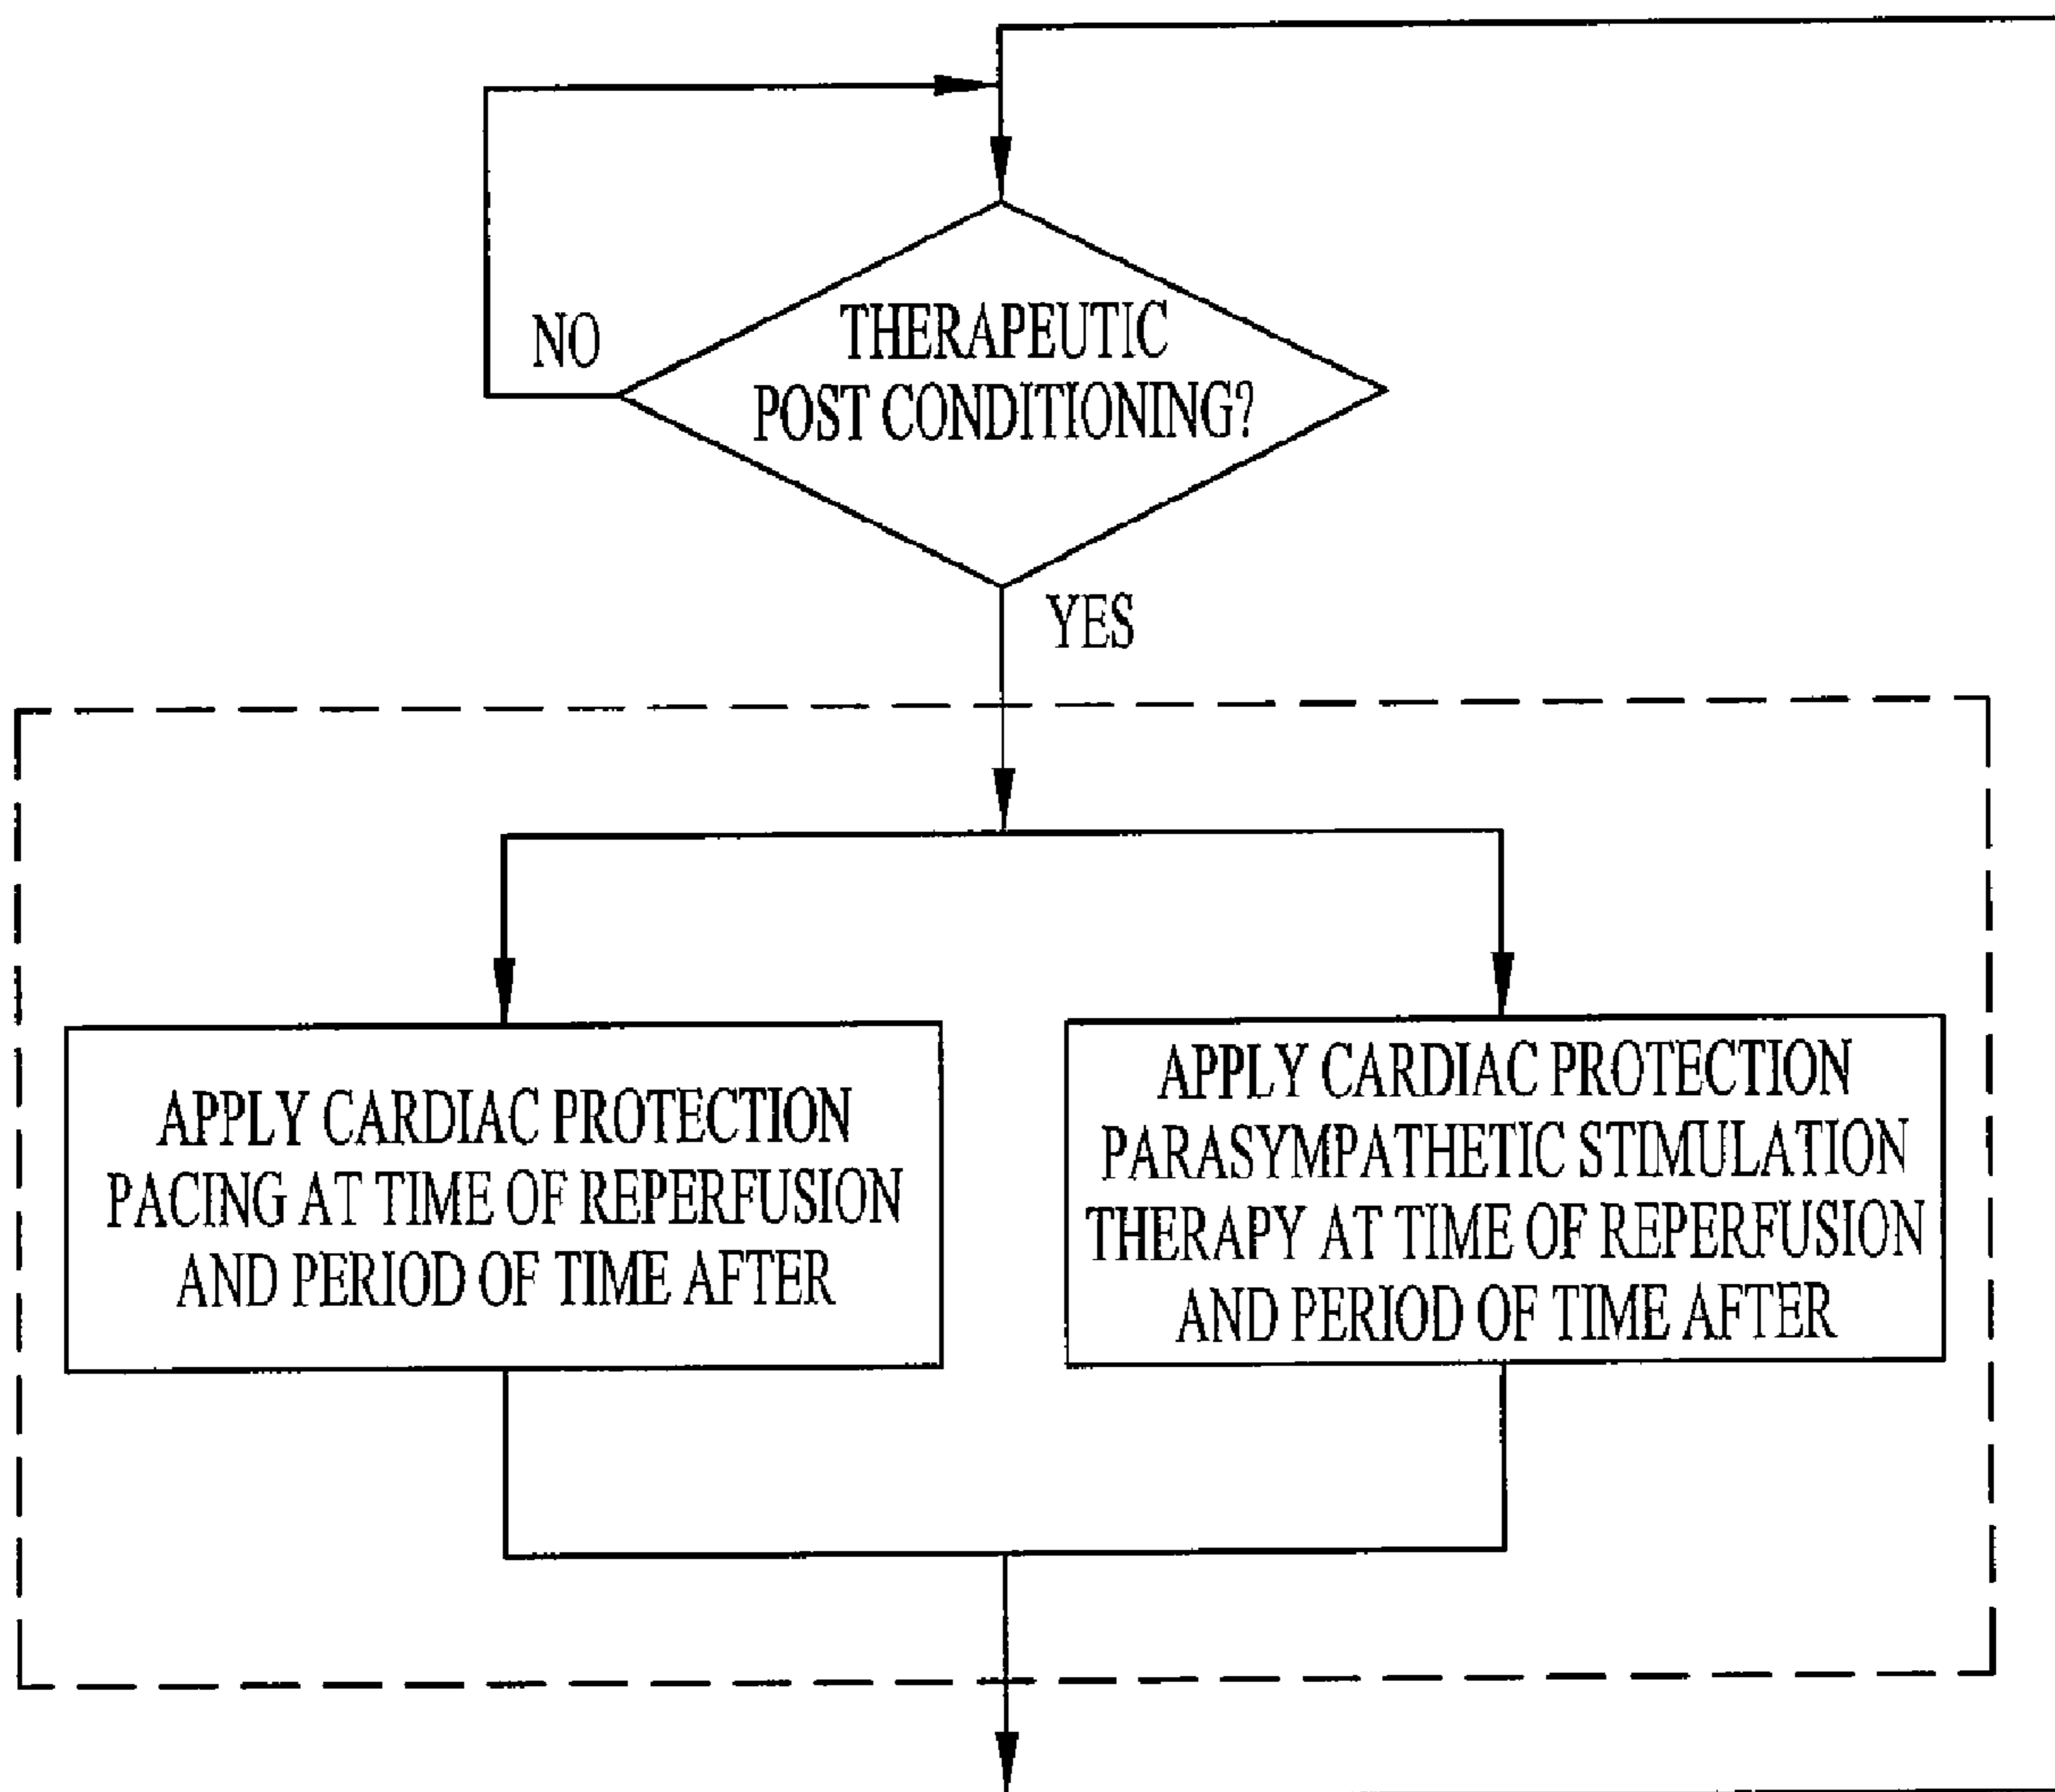 THERAPEUTIC
POST CONDITIONING?
NO
YES
APPLY CARDIAC PROTECTION
PACING AT TIME OF REPERFUSION
AND PERIOD OF TIME AFTER
APPLY CARDIAC PROTECTION
PARASYMPATHETIC STIMULATION
THERAPY AT TIME OF REPERFUSION
AND PERIOD OF TIME AFTER